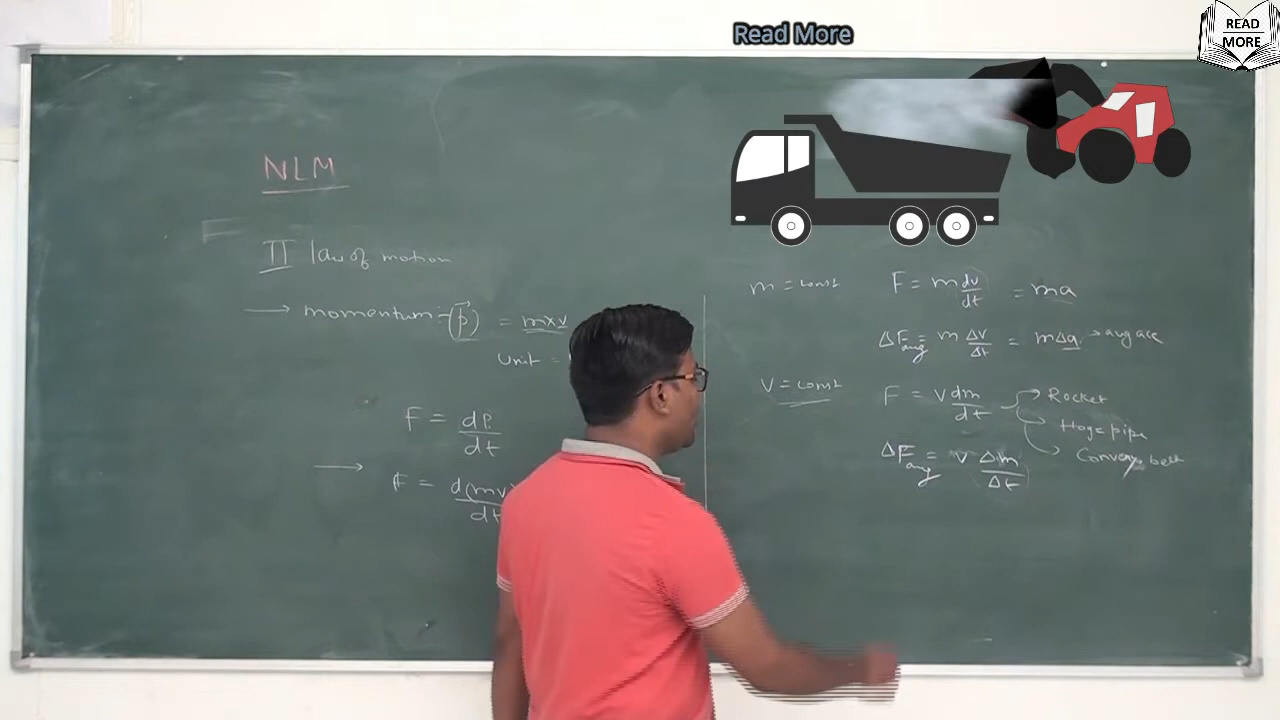 Read More
READ
MORE
NLM
II law of motion
→ momentum - (p⃗) = m×v
Unit =
F = dP/dt
→ F = d(mv)/dt
m = const F = m dv/dt = ma
ΔF avg = m Δv/Δt = mΔa → avg acc
V = const F = V dm/dt → Rocket
→ Hose pipe
→ Convey belt
ΔF avg = v Δm/Δt